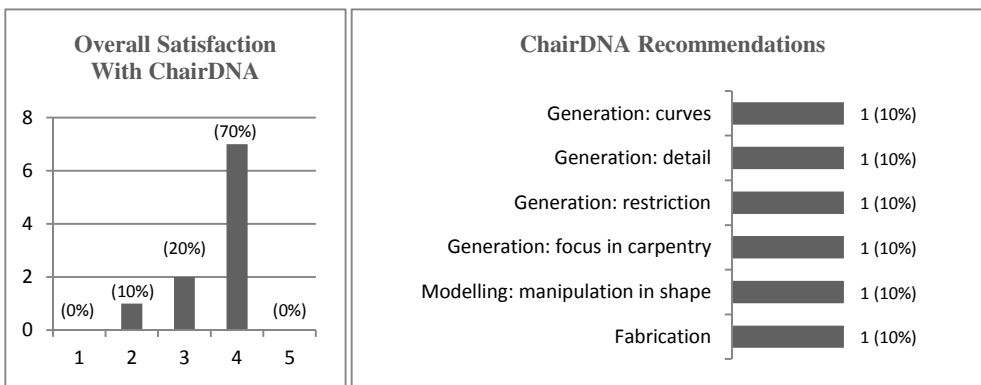 Overall Satisfaction
With ChairDNA
8
6
4
2
0
(0%)
(10%)
(20%)
(70%)
(0%)
1 2 3 4 5
ChairDNA Recommendations
Generation: curves 1 (10%)
Generation: detail 1 (10%)
Generation: restriction 1 (10%)
Generation: focus in carpentry 1 (10%)
Modelling: manipulation in shape 1 (10%)
Fabrication 1 (10%)